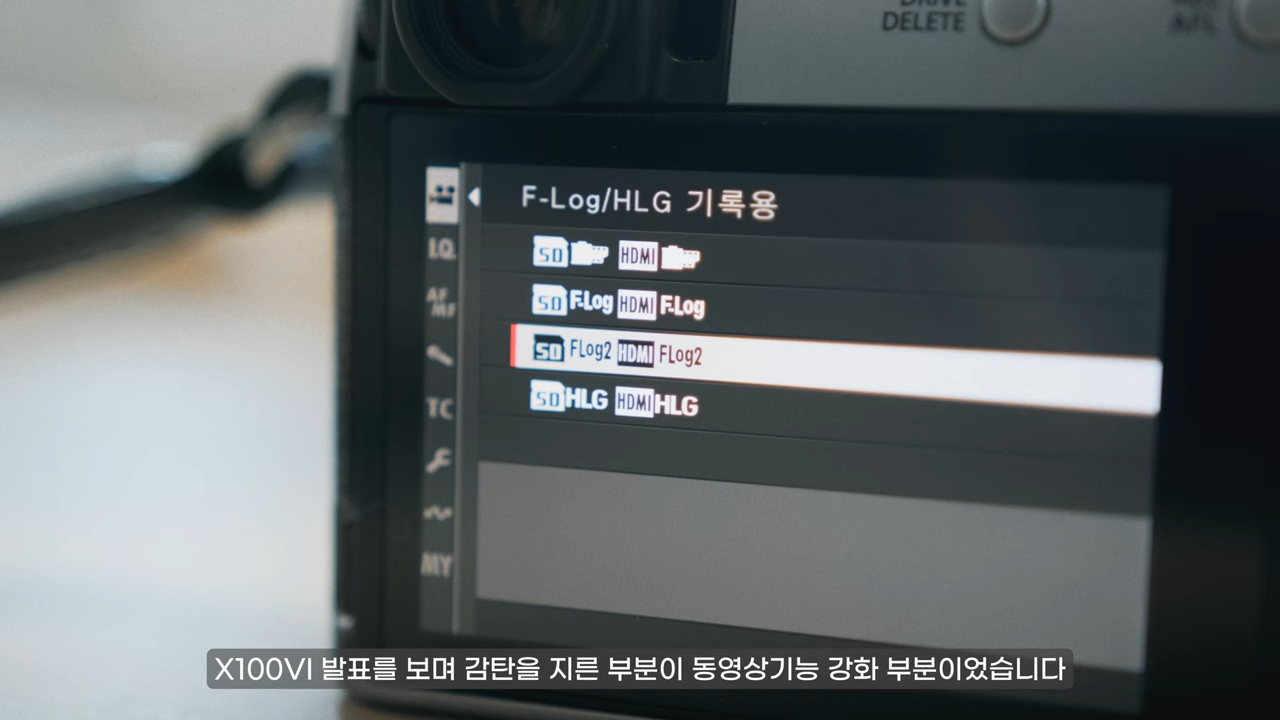 DRIVE
DELETE
AFL
F-Log/HLG 기록용
I.Q.
SD HDMI
AF
MF
SD F-Log HDMI F-Log
SD FLog2 HDMI FLog2
SD HLG HDMI HLG
TC
MY
X100VI 발표를 보며 감탄을 지른 부분이 동영상기능 강화 부분이었습니다